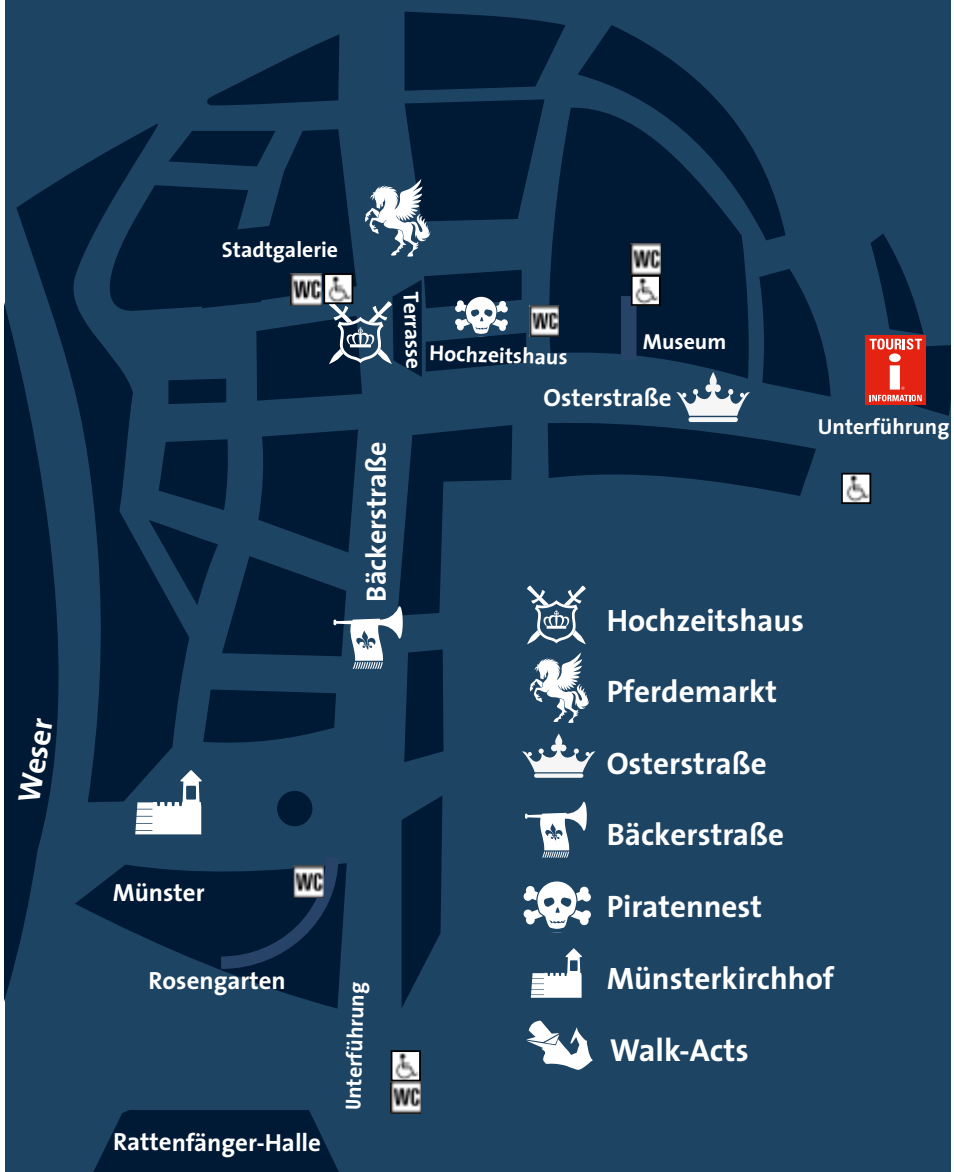 Stadtgalerie
WC
WC
Terrasse
WC
Hochzeitshaus
Museum
TOURIST
i
INFORMATION
Osterstraße
Unterführung
Bäckerstraße
Hochzeitshaus
Pferdemarkt
Osterstraße
Weser
Bäckerstraße
WC
Münster
Piratennest
Rosengarten
Münsterkirchhof
Unterführung
Walk-Acts
WC
Rattenfänger-Halle